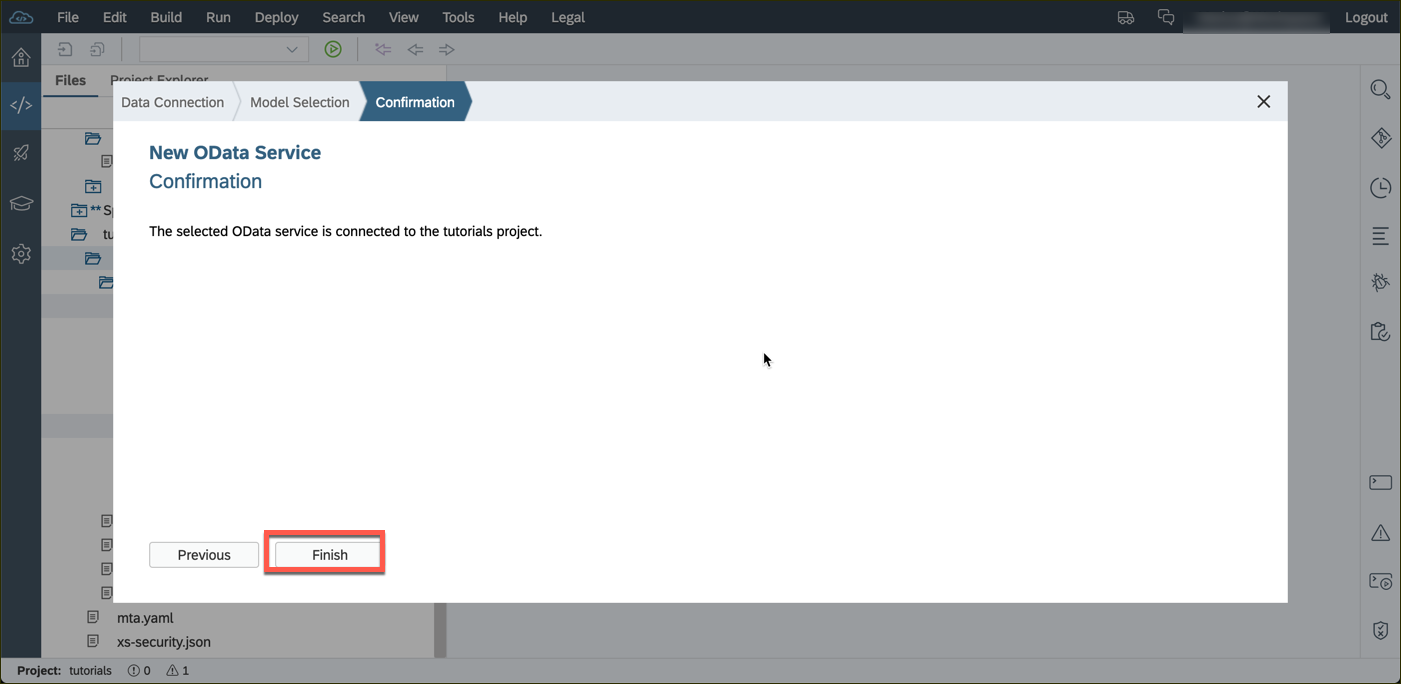 File Edit Build Run Deploy Search View Tools Help Legal Logout
Files Project Explorer
Data Connection Model Selection Confirmation
New OData Service
Confirmation
** S
The selected OData service is connected to the tutorials project.
tu
Previous Finish
mta.yaml
xs-security.json
Project: tutorials 0 1